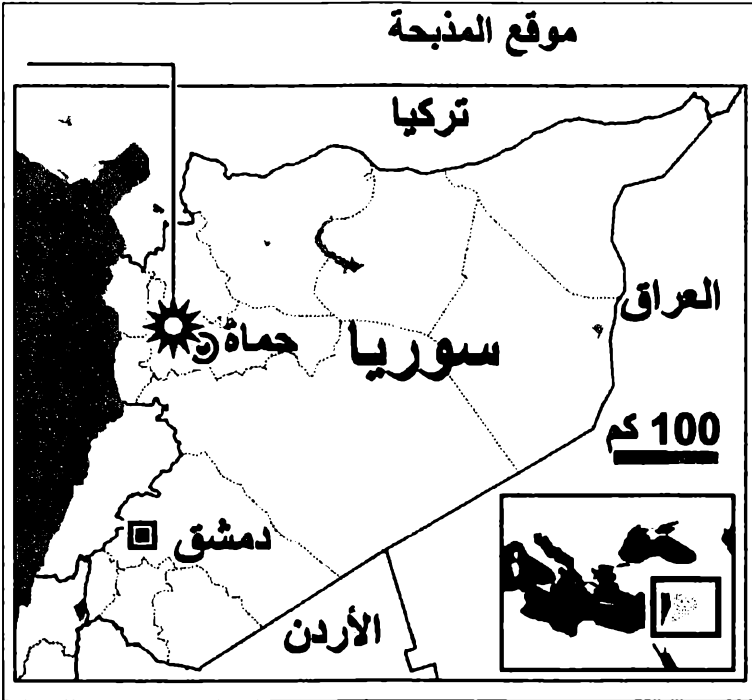 موقع المذبحة
تركيا
العراق
حماة
سوريا
100 كم
دمشق
الأردن